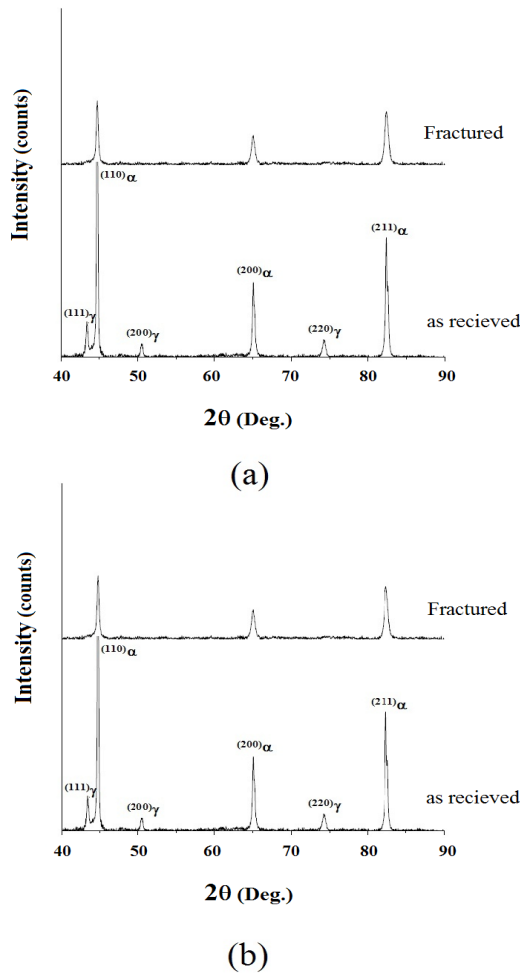 Intensity (counts)
Fractured
(110)α
(211)α
(200)α
(111)γ
(200)γ
(220)γ
as recieved
40 50 60 70 80 90
2θ (Deg.)
(a)
Intensity (counts)
Fractured
(110)α
(211)α
(200)α
(111)γ
(200)γ
(220)γ
as recieved
40 50 60 70 80 90
2θ (Deg.)
(b)